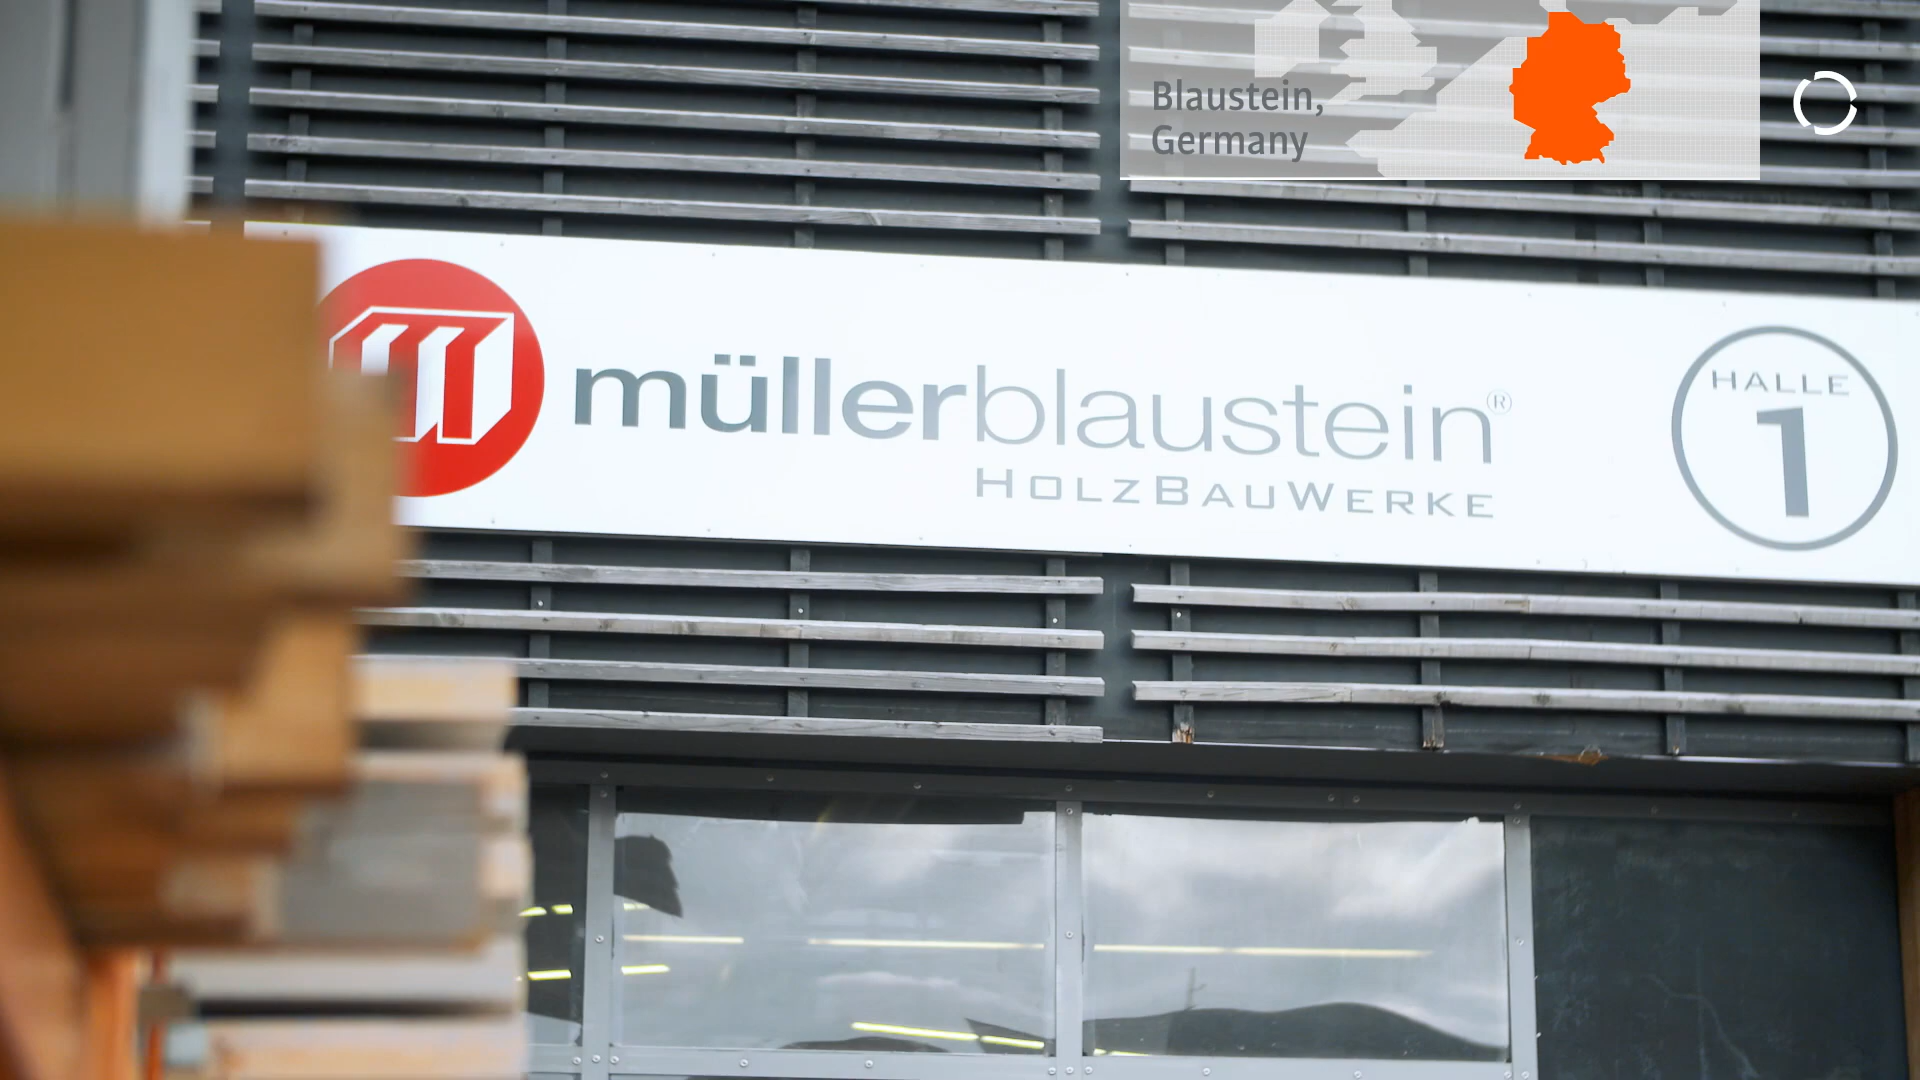 Blaustein,
Germany
müllerblaustein®
HOLZBAUWERKE
HALLE
1